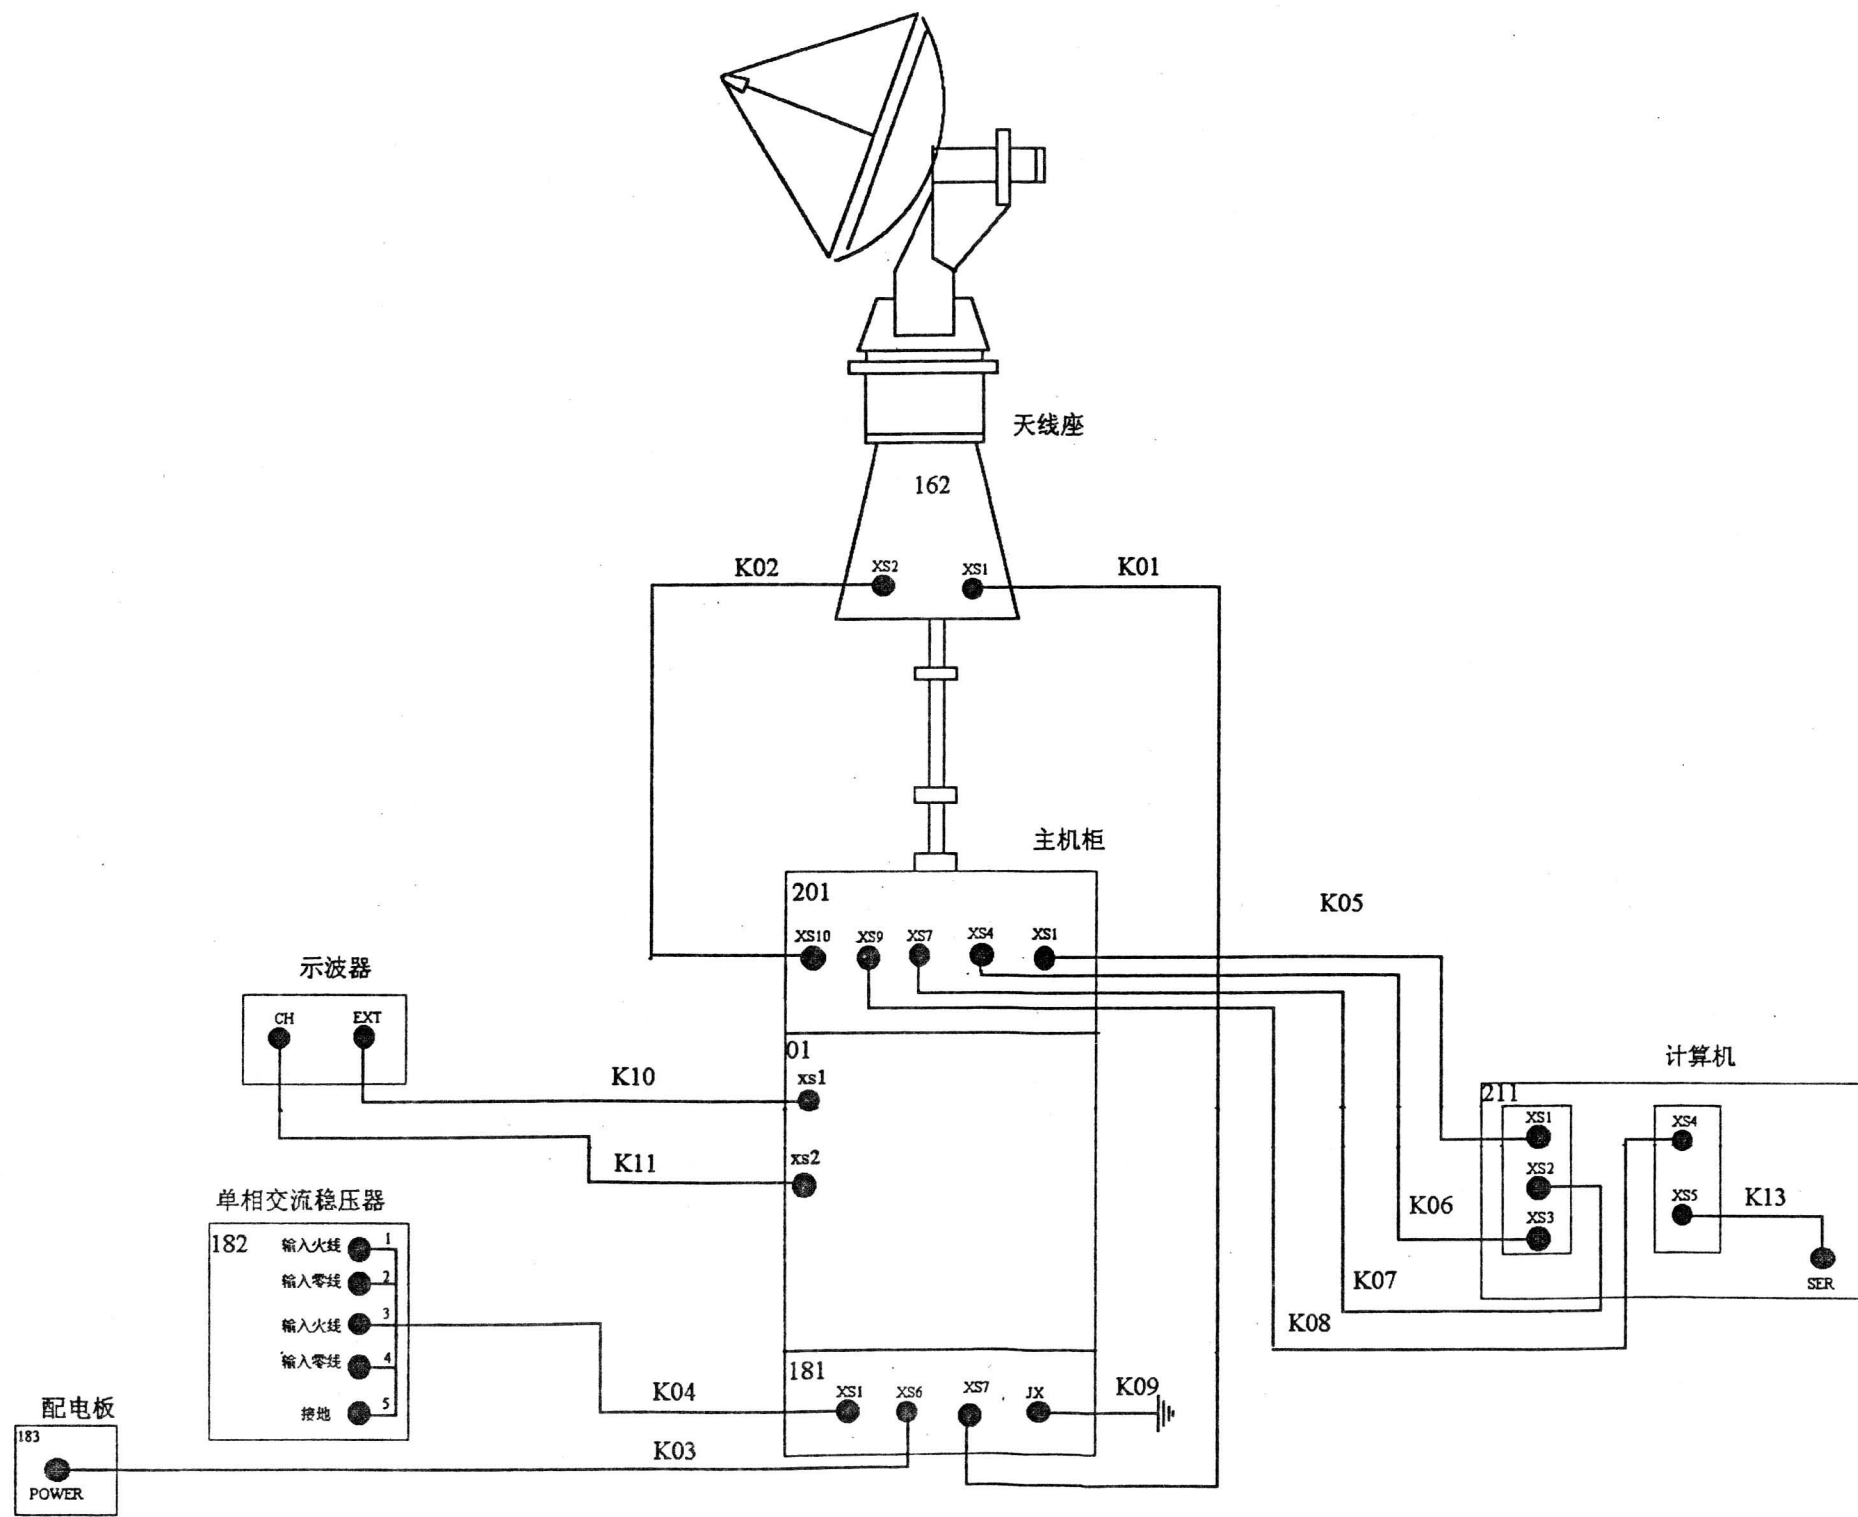 天线座
162
K02
XS2
XS1
K01
主机柜
201
K05
XS10
XS9
XS7
XS4
XS1
示波器
CH
EXT
01
计算机
K10
xs1
211
XS1
XS4
K11
xs2
XS2
单相交流稳压器
K06
XS3
XS5
K13
182
输入火线
1
输入零线
2
K07
SER
输入火线
3
K08
输入零线
4
181
K04
XS1
XS6
XS7
JX
K09
接地
5
配电板
183
K03
POWER